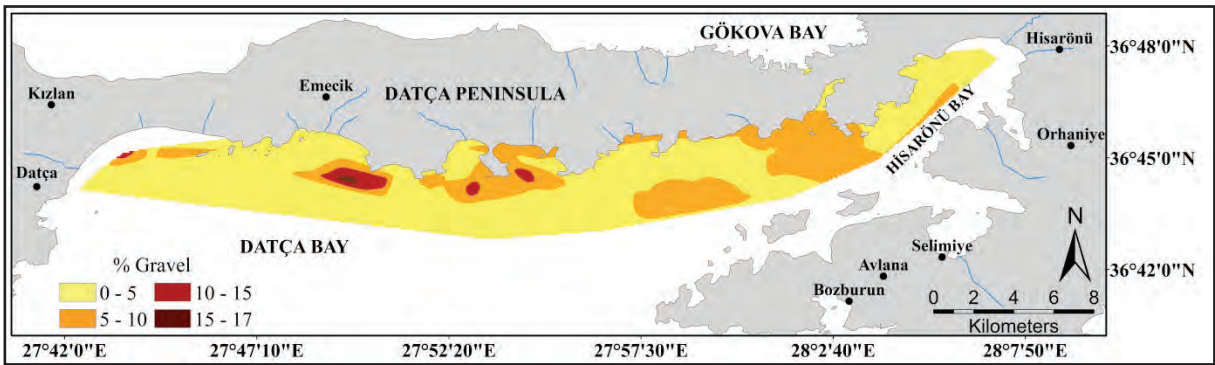 GÖKOVA BAY
Hisarönü
36°48'0"N
Kızlan
Emecik
DATÇA PENINSULA
HİSARÖNÜ BAY
Orhaniye
36°45'0"N
Datça
DATÇA BAY
N
Selimiye
Avlana
Bozburun
36°42'0"N
% Gravel
0 - 5
10 - 15
5 - 10
15 - 17
0 2 4 6 8
Kilometers
27°42'0"E 27°47'10"E 27°52'20"E 27°57'30"E 28°2'40"E 28°7'50"E